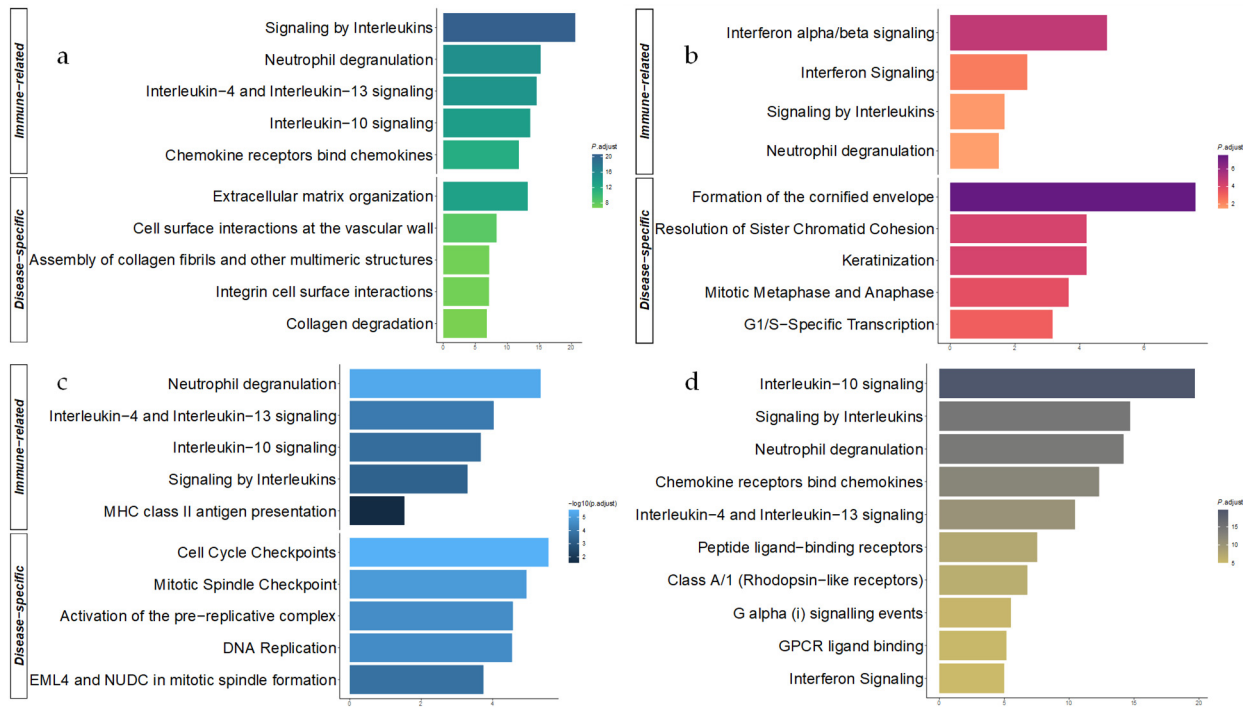 a
Immune-related
Signaling by Interleukins
Neutrophil degranulation
Interleukin-4 and Interleukin-13 signaling
Interleukin-10 signaling
Chemokine receptors bind chemokines
Disease-specific
Extracellular matrix organization
Cell surface interactions at the vascular wall
Assembly of collagen fibrils and other multimeric structures
Integrin cell surface interactions
Collagen degradation
0 5 10 15 20
P.adjust
20
16
12
8
b
Immune-related
Interferon alpha/beta signaling
Interferon Signaling
Signaling by Interleukins
Neutrophil degranulation
Disease-specific
Formation of the cornified envelope
Resolution of Sister Chromatid Cohesion
Keratinization
Mitotic Metaphase and Anaphase
G1/S-Specific Transcription
0 2 4 6
P.adjust
6
4
2
c
Immune-related
Neutrophil degranulation
Interleukin-4 and Interleukin-13 signaling
Interleukin-10 signaling
Signaling by Interleukins
MHC class II antigen presentation
Disease-specific
Cell Cycle Checkpoints
Mitotic Spindle Checkpoint
Activation of the pre-replicative complex
DNA Replication
EML4 and NUDC in mitotic spindle formation
0 2 4
-log10(p.adjust)
5
4
3
2
d
Interleukin-10 signaling
Signaling by Interleukins
Neutrophil degranulation
Chemokine receptors bind chemokines
Interleukin-4 and Interleukin-13 signaling
Peptide ligand-binding receptors
Class A/1 (Rhodopsin-like receptors)
G alpha (i) signalling events
GPCR ligand binding
Interferon Signaling
0 5 10 15 20
P.adjust
15
10
5